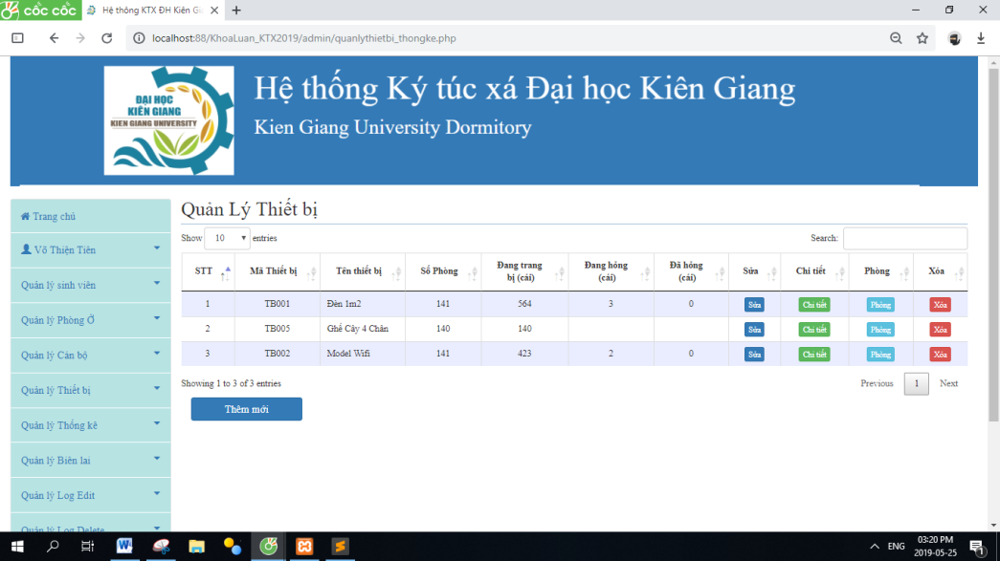 cốc cốc
Hệ thống KTX ĐH Kiên Gi
localhost:88/KhoaLuan_KTX2019/admin/quanlythietbi_thongke.php
ĐẠI HỌC
KIÊN GIANG
KIEN GIANG UNIVERSITY
Hệ thống Ký túc xá Đại học Kiên Giang
Kien Giang University Dormitory
Trang chủ
Võ Thiện Tiên
Quản lý sinh viên
Quản lý Phòng Ở
Quản lý Cán bộ
Quản lý Thiết bị
Quản lý Thống kê
Quản lý Biên lai
Quản lý Log Edit
Quản lý Log Delete
Quản Lý Thiết bị
Show 10 entries
Search:
STT Mã Thiết bị Tên thiết bị Số Phòng Đang trang bị (cái) Đang hỏng (cái) Đã hỏng (cái) Sửa Chi tiết Phòng Xóa
1 TB001 Đèn 1m2 141 564 3 0 Sửa Chi tiết Phòng Xóa
2 TB005 Ghế Cây 4 Chân 140 140 Sửa Chi tiết Phòng Xóa
3 TB002 Model Wifi 141 423 2 0 Sửa Chi tiết Phòng Xóa
Showing 1 to 3 of 3 entries
Previous 1 Next
Thêm mới
ENG
03:20 PM
2019-05-25
1